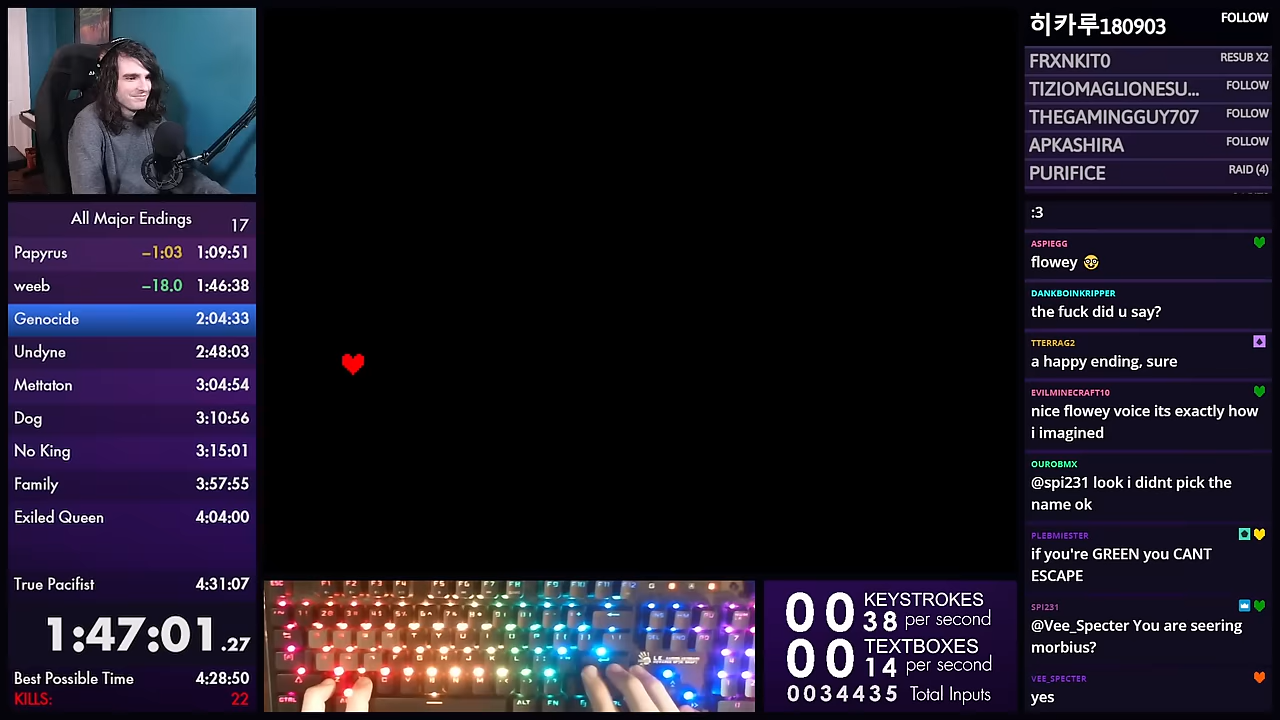 All Major Endings
17
Papyrus −1:03 1:09:51
weeb −18.0 1:46:38
Genocide 2:04:33
Undyne 2:48:03
Mettaton 3:04:54
Dog 3:10:56
No King 3:15:01
Family 3:57:55
Exiled Queen 4:04:00
True Pacifist 4:31:07
1:47:01.27
Best Possible Time 4:28:50
KILLS: 22
00 38 KEYSTROKES per second
00 14 TEXTBOXES per second
0034435 Total Inputs
히카루180903 FOLLOW
FRXNKIT0 RESUB X2
TIZIOMAGLIONESU... FOLLOW
THEGAMINGGUY707 FOLLOW
APKASHIRA FOLLOW
PURIFICE RAID (4)
:3
ASPIEGG
flowey
DANKBOINKRIPPER
the fuck did u say?
TTERRAG2
a happy ending, sure
EVILMINECRAFT10
nice flowey voice its exactly how
i imagined
OUROBMX
@spi231 look i didnt pick the
name ok
PLEBMIESTER
if you're GREEN you CANT
ESCAPE
SPI231
@Vee_Specter You are seeing
morbius?
VEE_SPECTER
yes